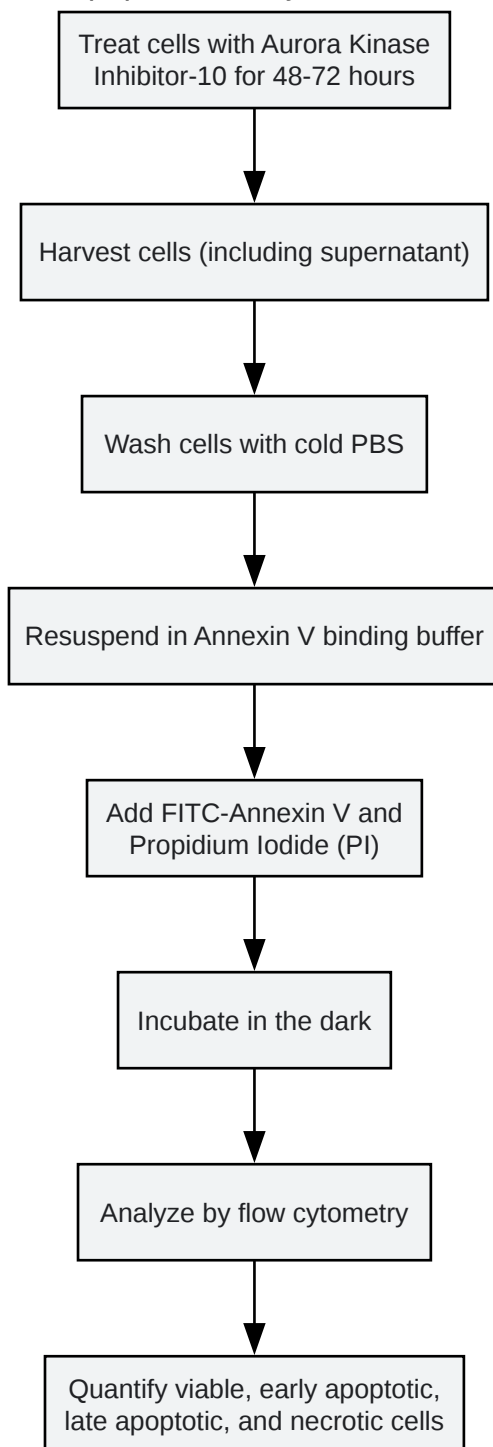 Treat cells with Aurora Kinase
Inhibitor-10 for 48-72 hours
Harvest cells (including supernatant)
Wash cells with cold PBS
Resuspend in Annexin V binding buffer
Add FITC-Annexin V and
Propidium Iodide (PI)
Incubate in the dark
Analyze by flow cytometry
Quantify viable, early apoptotic,
late apoptotic, and necrotic cells